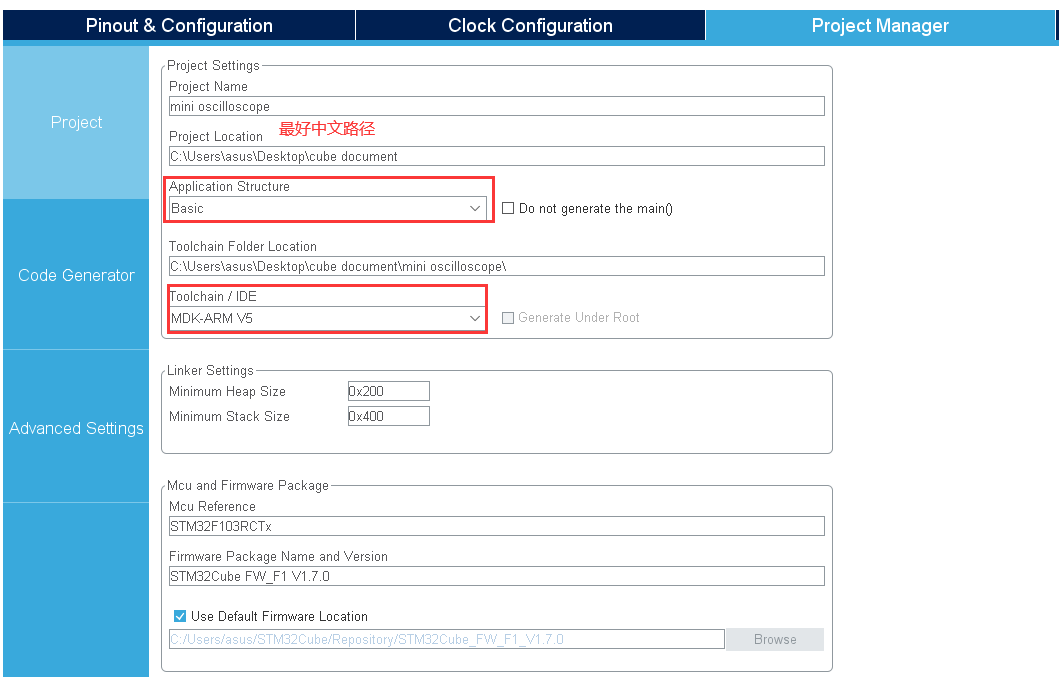 Pinout & Configuration
Clock Configuration
Project Manager
Project
Code Generator
Advanced Settings
Project Settings
Project Name
mini oscilloscope
Project Location
最好中文路径
C:\Users\asus\Desktop\cube document
Application Structure
Basic
Do not generate the main()
Toolchain Folder Location
C:\Users\asus\Desktop\cube document\mini oscilloscope\
Toolchain / IDE
MDK-ARM V5
Generate Under Root
Linker Settings
Minimum Heap Size
0x200
Minimum Stack Size
0x400
Mcu and Firmware Package
Mcu Reference
STM32F103RCTx
Firmware Package Name and Version
STM32Cube FW_F1 V1.7.0
Use Default Firmware Location
C:/Users/asus/STM32Cube/Repository/STM32Cube_FW_F1_V1.7.0
Browse